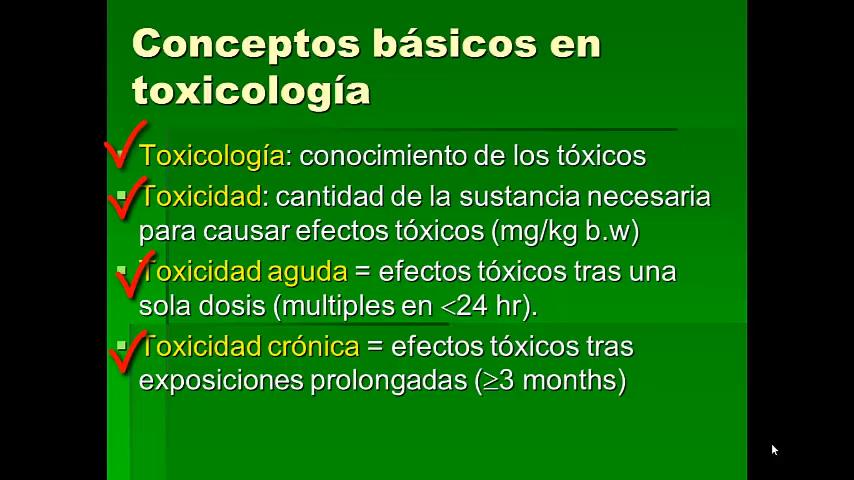 Conceptos básicos en
toxicología
Toxicología: conocimiento de los tóxicos
Toxicidad: cantidad de la sustancia necesaria
para causar efectos tóxicos (mg/kg b.w)
Toxicidad aguda = efectos tóxicos tras una
sola dosis (multiples en <24 hr).
Toxicidad crónica = efectos tóxicos tras
exposiciones prolongadas (≥3 months)